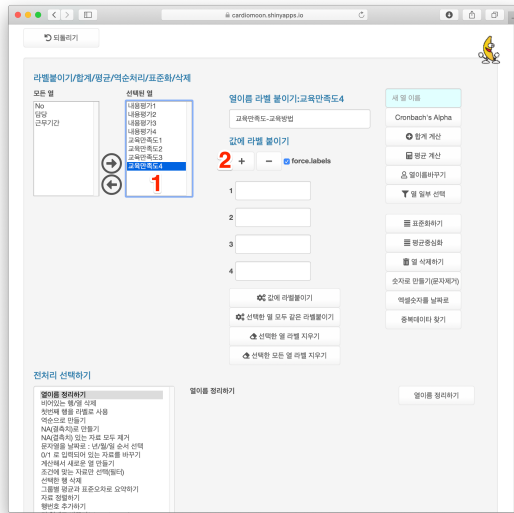 cardiomoon.shinyapps.io
되돌리기
라벨붙이기/합계/평균/역순처리/표준화/삭제
모든 열
선택된 열
No
담당
근무기간
내용평가1
내용평가2
내용평가3
내용평가4
교육만족도1
교육만족도2
교육만족도3
교육만족도4
1
열이름 라벨 붙이기:교육만족도4
교육만족도-교육방법
값에 라벨 붙이기
2 + − force.labels
1
2
3
4
값에 라벨붙이기
선택한 열 모두 같은 라벨붙이기
선택한 열 라벨 지우기
선택한 모든 열 라벨 지우기
새 열 이름
Cronbach's Alpha
합계 계산
평균 계산
열이름바꾸기
열 일부 선택
표준화하기
평균중심화
열 삭제하기
숫자로 만들기(문자제거)
엑셀숫자를 날짜로
중복데이타 찾기
전처리 선택하기
열이름 정리하기
비어있는 행/열 삭제
첫번째 행를 라벨로 사용
역순으로 만들기
NA(결측치)로 만들기
NA(결측치) 있는 자료 모두 제거
문자열을 날짜로 : 년/월/일 순서 선택
0/1 로 입력되어 있는 자료를 바꾸기
계산해서 새로운 열 만들기
조건에 맞는 자료만 선택(필터)
선택한 행 삭제
그룹별 평균과 표준오차로 요약하기
자료 정렬하기
행번호 추가하기
열이름 정리하기
열이름 정리하기